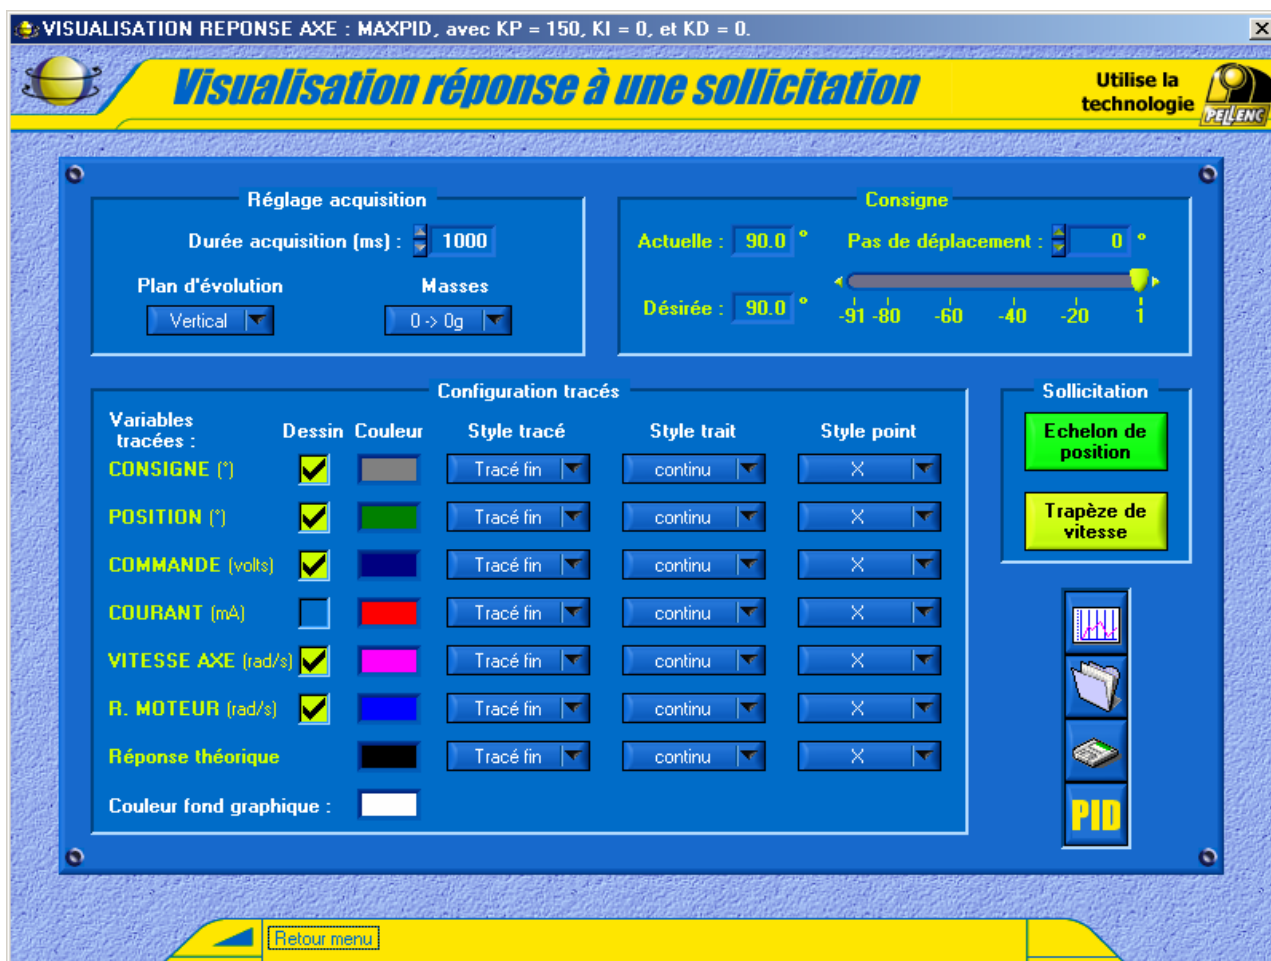 VISUALISATION REPONSE AXE : MAXPID, avec KP = 150, KI = 0, et KD = 0.
Visualisation réponse à une sollicitation
Utilise la
technologie
PELLENC
Réglage acquisition
Durée acquisition (ms) : 1000
Plan d'évolution
Masses
Vertical
0 -> 0g
Consigne
Actuelle : 90.0 °
Pas de déplacement : 0 °
Désirée : 90.0 °
-91 -80 -60 -40 -20 1
Configuration tracés
Variables
tracées :
Dessin Couleur Style tracé Style trait Style point
CONSIGNE (°) Tracé fin continu X
POSITION (°) Tracé fin continu X
COMMANDE (volts) Tracé fin continu X
COURANT (mA) Tracé fin continu X
VITESSE AXE (rad/s) Tracé fin continu X
R. MOTEUR (rad/s) Tracé fin continu X
Réponse théorique Tracé fin continu X
Couleur fond graphique :
Sollicitation
Echelon de
position
Trapèze de
vitesse
PID
Retour menu